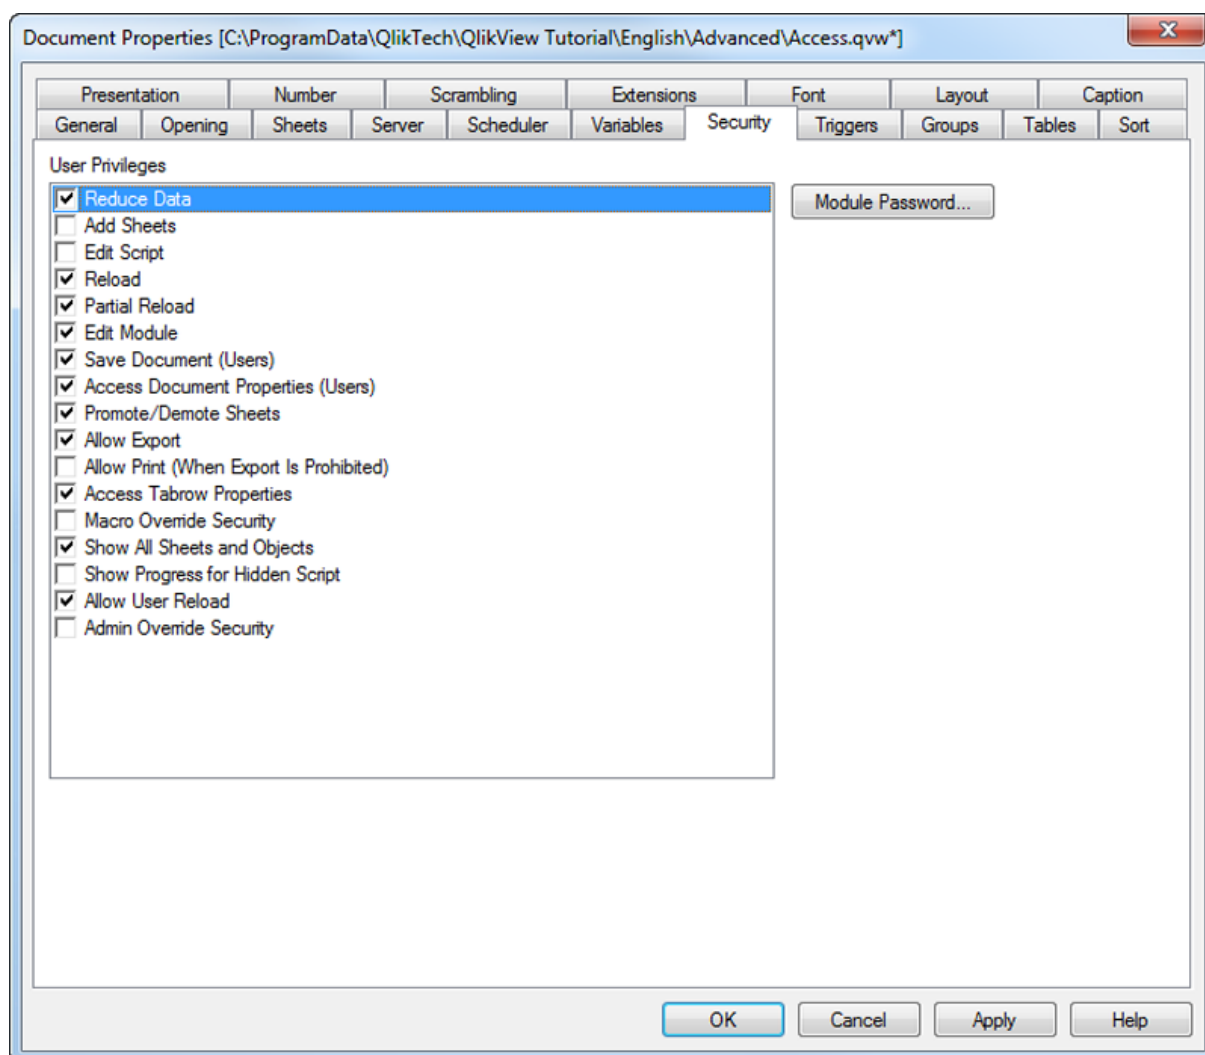 Document Properties [C:\ProgramData\QlikTech\QlikView Tutorial\English\Advanced\Access.qvw*]
Presentation Number Scrambling Extensions Font Layout Caption
General Opening Sheets Server Scheduler Variables Security Triggers Groups Tables Sort
User Privileges
Reduce Data
Module Password...
Add Sheets
Edit Script
Reload
Partial Reload
Edit Module
Save Document (Users)
Access Document Properties (Users)
Promote/Demote Sheets
Allow Export
Allow Print (When Export Is Prohibited)
Access Tabrow Properties
Macro Override Security
Show All Sheets and Objects
Show Progress for Hidden Script
Allow User Reload
Admin Override Security
OK Cancel Apply Help